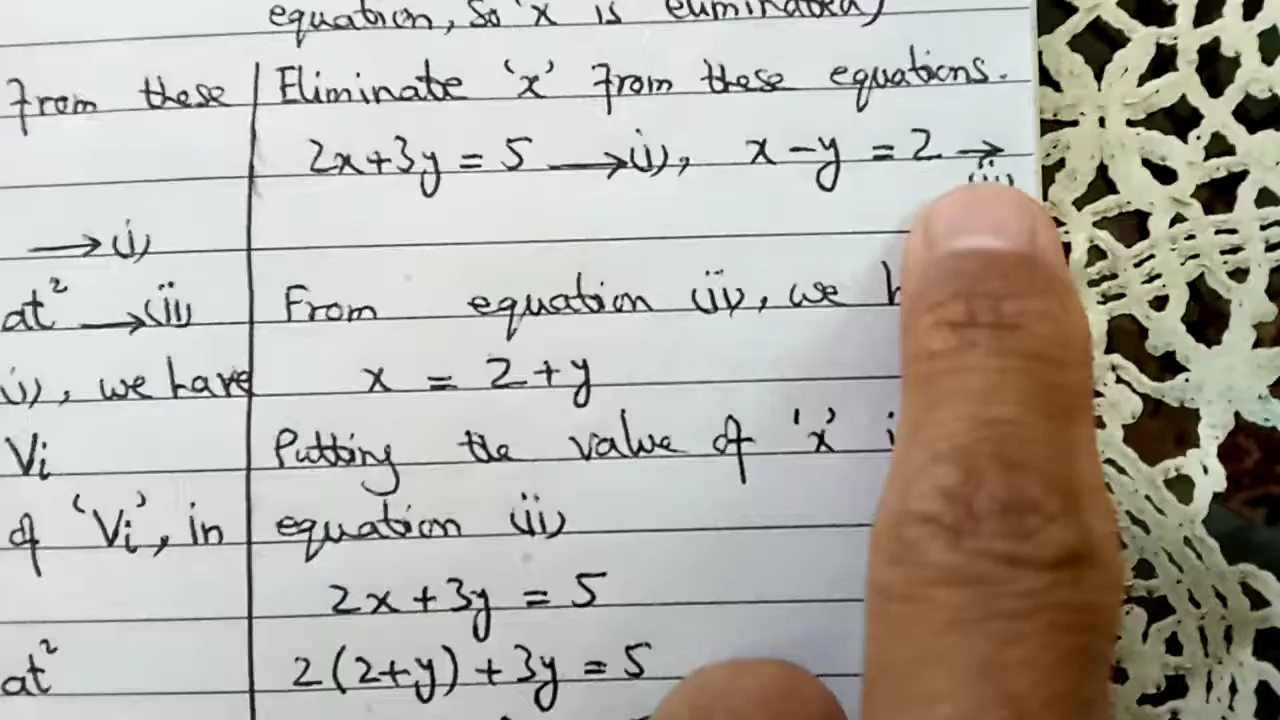 equation, So 'x is eliminated)
from these
→(i)
at² →(ii)
(i), we have
Vi
of 'Vi', in
at²
Eliminate 'x' from these equations.
2x+3y = 5 →(i), x-y = 2 →
(ii)
From equation (ii), we
x = 2+y
Putting the value of 'x'
equation (ii)
2x+3y = 5
2(2+y) + 3y = 5